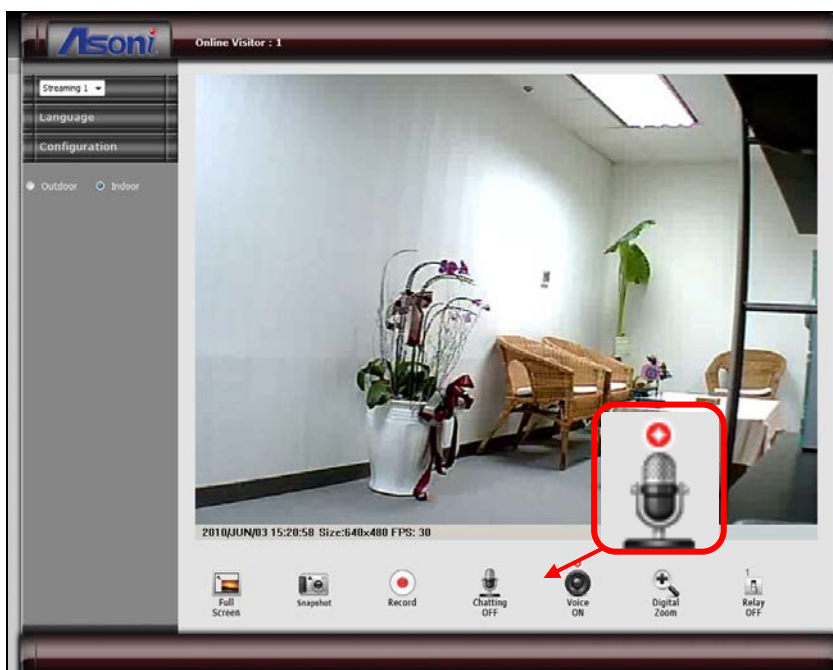 Asoni
Online Visitor : 1
Streaming 1
Language
Configuration
Outdoor
Indoor
2010/JUN/03 15:20:58 Size:640x480 FPS: 30
Full
Screen
Snapshot
Record
Chatting
OFF
Voice
ON
Digital
Zoom
1
Relay
OFF